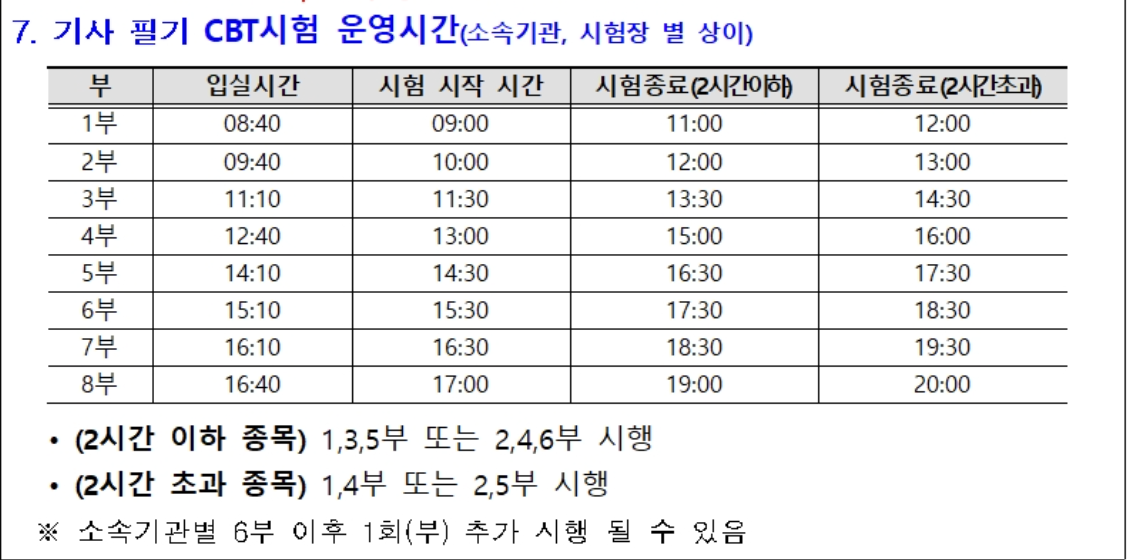 7. 기사 필기 CBT시험 운영시간(소속기관, 시험장 별 상이)
부 입실시간 시험 시작 시간 시험종료(2시간이하) 시험종료(2시간초과)
1부 08:40 09:00 11:00 12:00
2부 09:40 10:00 12:00 13:00
3부 11:10 11:30 13:30 14:30
4부 12:40 13:00 15:00 16:00
5부 14:10 14:30 16:30 17:30
6부 15:10 15:30 17:30 18:30
7부 16:10 16:30 18:30 19:30
8부 16:40 17:00 19:00 20:00
• (2시간 이하 종목) 1,3,5부 또는 2,4,6부 시행
• (2시간 초과 종목) 1,4부 또는 2,5부 시행
※ 소속기관별 6부 이후 1회(부) 추가 시행 될 수 있음